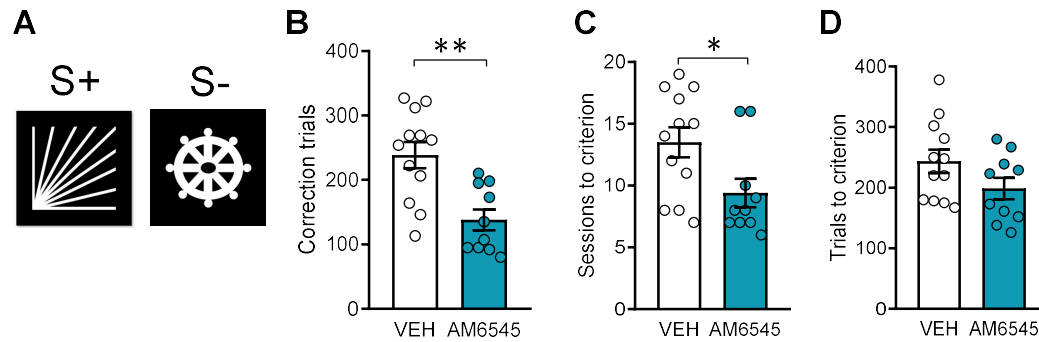 A
S+
S-
B
Correction trials
400
300
200
100
0
**
VEH
AM6545
C
Sessions to criterion
20
15
10
5
0
*
VEH
AM6545
D
Trials to criterion
400
300
200
100
0
VEH
AM6545